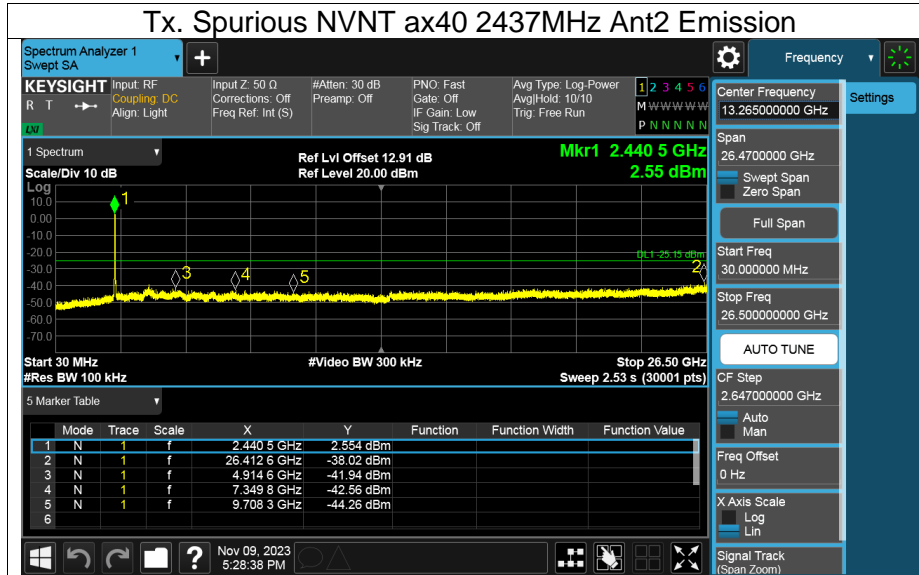 Tx. Spurious NVNT ax40 2437MHz Ant2 Emission
Spectrum Analyzer 1
Swept SA
+
Frequency
KEYSIGHT
R T
LXI
Input: RF
Coupling: DC
Align: Light
Input Z: 50 Ω
Corrections: Off
Freq Ref: Int (S)
#Atten: 30 dB
Preamp: Off
PNO: Fast
Gate: Off
IF Gain: Low
Sig Track: Off
Avg Type: Log-Power
Avg|Hold: 10/10
Trig: Free Run
1 2 3 4 5 6
M W W W W W
P N N N N N
Settings
Center Frequency
13.265000000 GHz
Span
26.4700000 GHz
Swept Span
Zero Span
Full Span
Start Freq
30.000000 MHz
Stop Freq
26.500000000 GHz
AUTO TUNE
CF Step
2.647000000 GHz
Auto
Man
Freq Offset
0 Hz
X Axis Scale
Log
Lin
Signal Track
(Span Zoom)
1 Spectrum
Scale/Div 10 dB
Ref Lvl Offset 12.91 dB
Ref Level 20.00 dBm
Mkr1 2.440 5 GHz
2.55 dBm
Log
10.0
0.00
-10.0
-20.0
-30.0
-40.0
-50.0
-60.0
-70.0
1
3
4
5
2
DL1 -25.15 dBm
Start 30 MHz
#Video BW 300 kHz
Stop 26.50 GHz
#Res BW 100 kHz
Sweep 2.53 s (30001 pts)
5 Marker Table
Mode Trace Scale X Y Function Function Width Function Value
1 N 1 f 2.440 5 GHz 2.554 dBm
2 N 1 f 26.412 6 GHz -38.02 dBm
3 N 1 f 4.914 6 GHz -41.94 dBm
4 N 1 f 7.349 8 GHz -42.56 dBm
5 N 1 f 9.708 3 GHz -44.26 dBm
6
?
Nov 09, 2023
5:28:38 PM